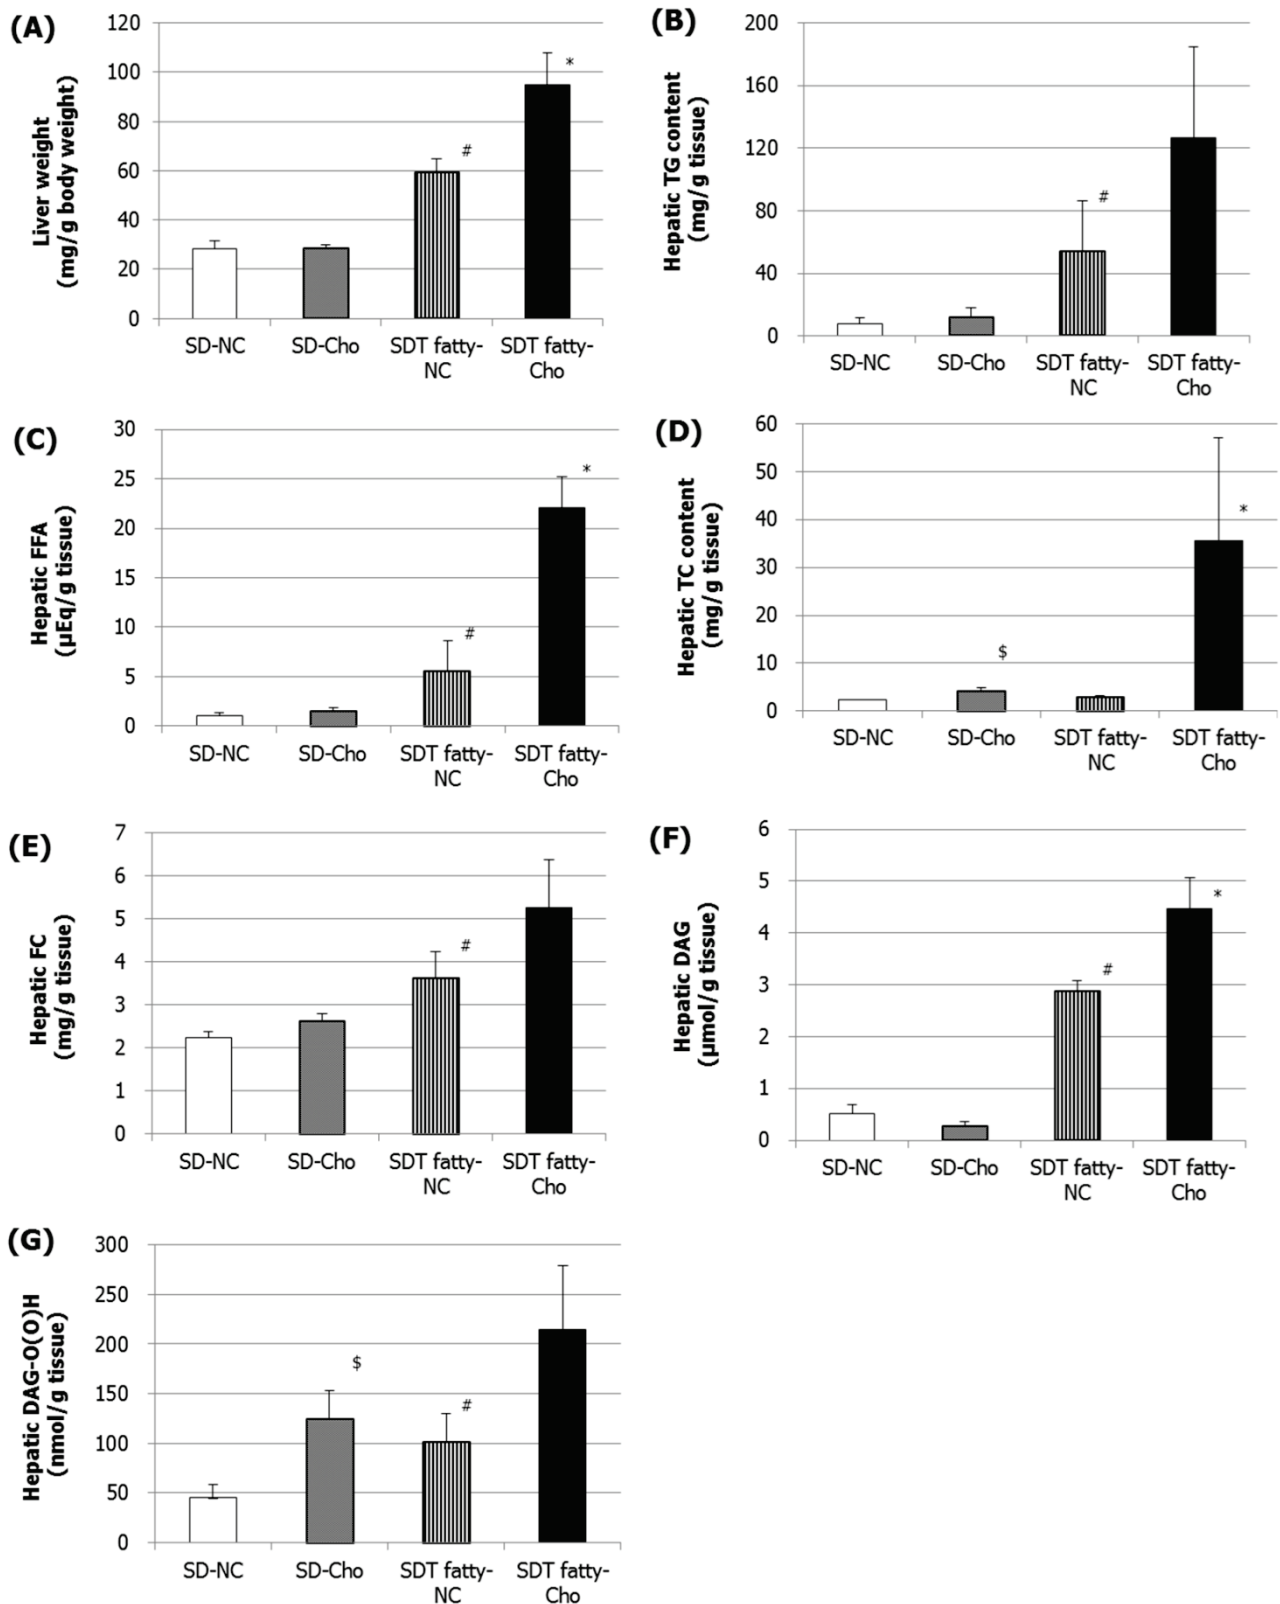 (A)
Liver weight
(mg/g body weight)
120
100
80
60
40
20
0
#
*
SD-NC
SD-Cho
SDT fatty-
NC
SDT fatty-
Cho
(B)
Hepatic TG content
(mg/g tissue)
200
160
120
80
40
0
#
SD-NC
SD-Cho
SDT fatty-
NC
SDT fatty-
Cho
(C)
Hepatic FFA
(μEq/g tissue)
30
25
20
15
10
5
0
#
*
SD-NC
SD-Cho
SDT fatty-
NC
SDT fatty-
Cho
(D)
Hepatic TC content
(mg/g tissue)
60
50
40
30
20
10
0
$
*
SD-NC
SD-Cho
SDT fatty-
NC
SDT fatty-
Cho
(E)
Hepatic FC
(mg/g tissue)
7
6
5
4
3
2
1
0
#
SD-NC
SD-Cho
SDT fatty-
NC
SDT fatty-
Cho
(F)
Hepatic DAG
(μmol/g tissue)
6
5
4
3
2
1
0
#
*
SD-NC
SD-Cho
SDT fatty-
NC
SDT fatty-
Cho
(G)
Hepatic DAG-O(O)H
(nmol/g tissue)
300
250
200
150
100
50
0
$
#
SD-NC
SD-Cho
SDT fatty-
NC
SDT fatty-
Cho